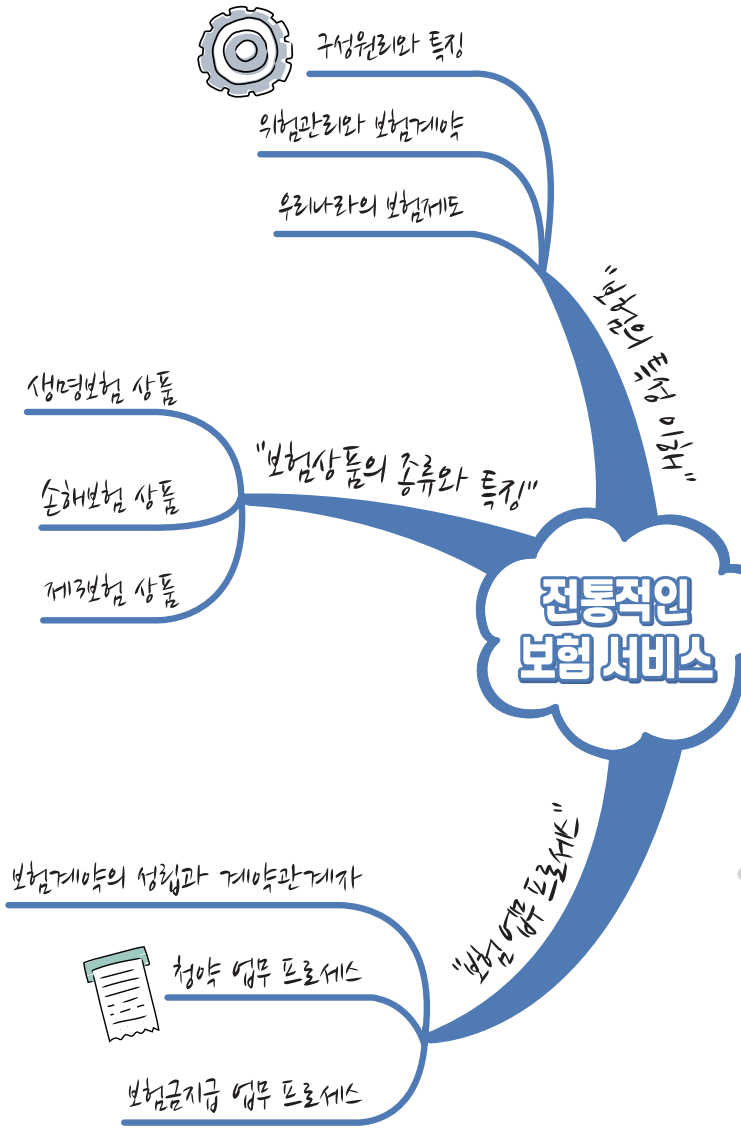 구성원리와 특징
위험관리와 보험계약
우리나라의 보험제도
"보험의 특성 이해"
생명보험 상품
손해보험 상품
제3보험 상품
"보험상품의 종류와 특징"
전통적인
보험 서비스
"보험 업무 프로세스"
보험계약의 성립과 계약관계자
청약 업무 프로세스
보험금지급 업무 프로세스